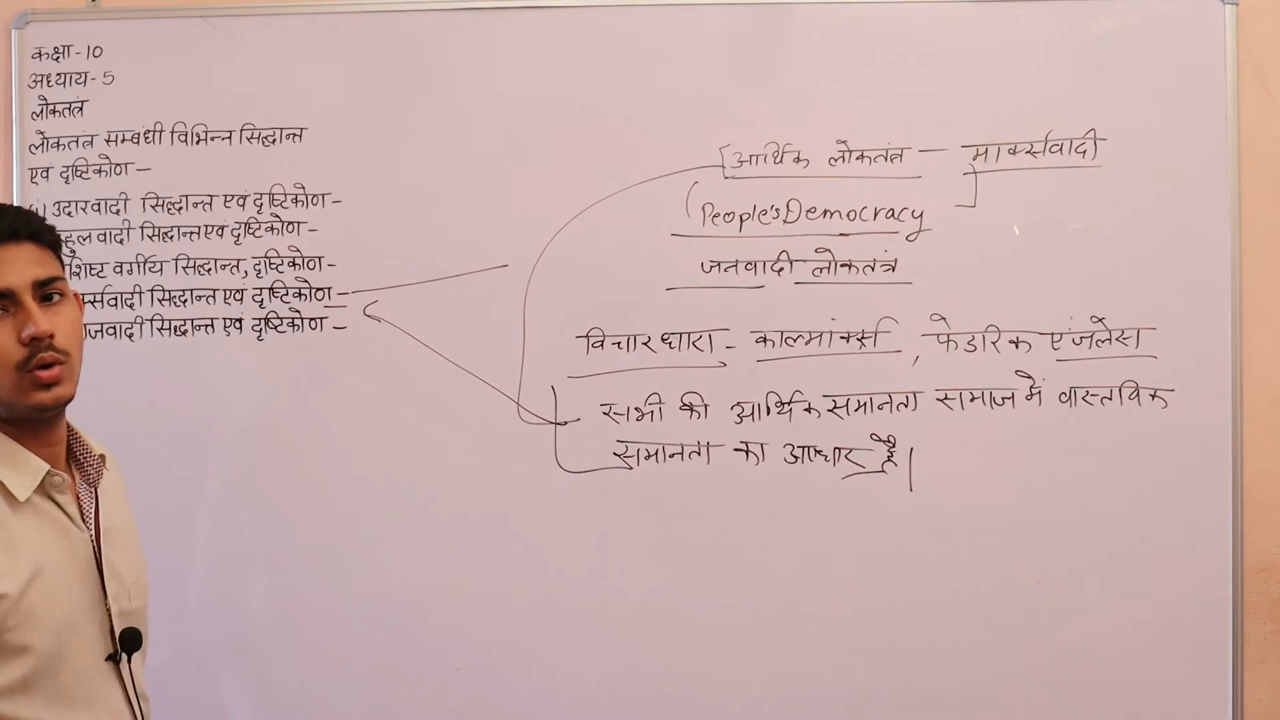 कक्षा-10
अध्याय-5
लोकतंत्र
लोकतंत्र सम्बंधी विभिन्न सिद्धान्त
एवं दृष्टिकोण -
उदारवादी सिद्धान्त एवं दृष्टिकोण-
हुलवादी सिद्धान्त एवं दृष्टिकोण-
शिष्ट वर्गीय सिद्धान्त, दृष्टिकोण-
र्सवादी सिद्धान्त एवं दृष्टिकोण-
जवादी सिद्धान्त एवं दृष्टिकोण-
[आर्थिक लोकतंत्र - मार्क्सवादी
(People's Democracy]
जनवादी लोकतंत्र
विचारधारा - कार्लमार्क्स, फेडरिक एंजलेस
सभी की आर्थिक समानता समाज में वास्तविक
समानता का आधार है।